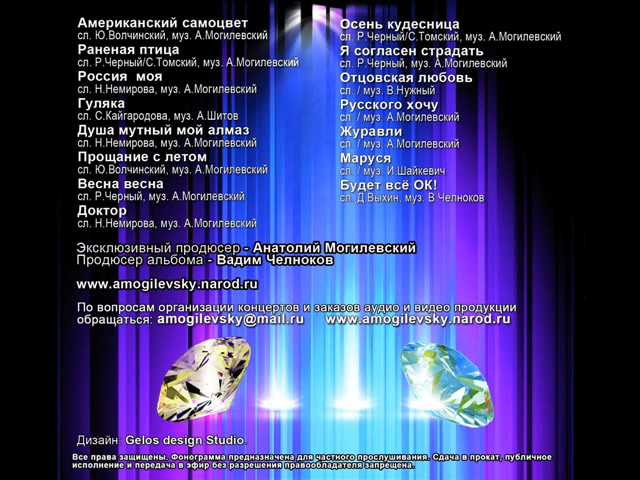 Американский самоцвет
сл. Ю.Волчинский, муз. А.Могилевский
Раненая птица
сл. Р.Черный/С.Томский, муз. А.Могилевский
Россия моя
сл. Н.Немирова, муз. А.Могилевский
Гуляка
сл. С.Кайгародова, муз. А.Шитов
Душа мутный мой алмаз
сл. Н.Немирова, муз. А.Могилевский
Прощание с летом
сл. Ю.Волчинский, муз. А.Могилевский
Весна весна
сл. Р.Черный, муз. А.Могилевский
Доктор
сл. Н.Немирова, муз. А.Могилевский
Осень кудесница
сл. Р.Черный/С.Томский, муз. А.Могилевский
Я согласен страдать
сл. Р.Черный, муз. А.Могилевский
Отцовская любовь
сл. / муз. В.Нужный
Русского хочу
сл. / муз. А.Могилевский
Журавли
сл. / муз. А.Могилевский
Маруся
сл. / муз. И.Шайкевич
Будет всё ОК!
сл. Д.Выхин, муз. В.Челноков
Эксклюзивный продюсер - Анатолий Могилевский
Продюсер альбома - Вадим Челноков
www.amogilevsky.narod.ru
По вопросам организации концертов и заказов аудио и видео продукции
обращаться: amogilevsky@mail.ru www.amogilevsky.narod.ru
Дизайн: Gelos design Studio.
Все права защищены. Фонограмма предназначена для частного прослушивания. Сдача в прокат, публичное
исполнение и передача в эфир без разрешения правообладателя запрещена.